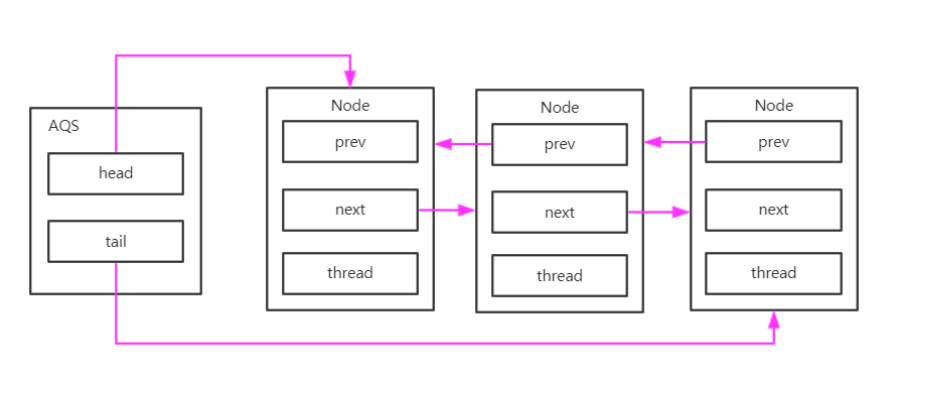 AQS
head
tail
Node
prev
next
thread
Node
prev
next
thread
Node
prev
next
thread